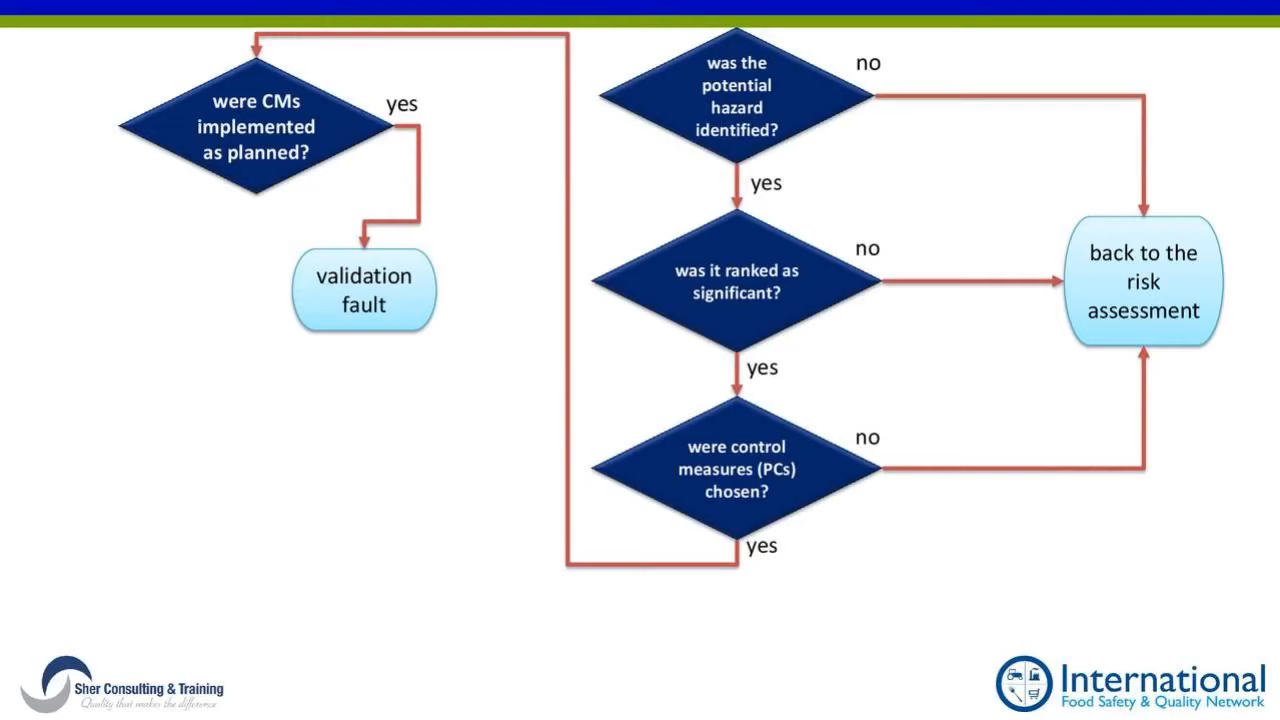 was the
potential
hazard
identified?
no
yes
was it ranked as
significant?
no
yes
were control
measures (PCs)
chosen?
no
yes
back to the
risk
assessment
were CMs
implemented
as planned?
yes
validation
fault
Sher Consulting & Training
Quality that makes the difference
International
Food Safety & Quality Network